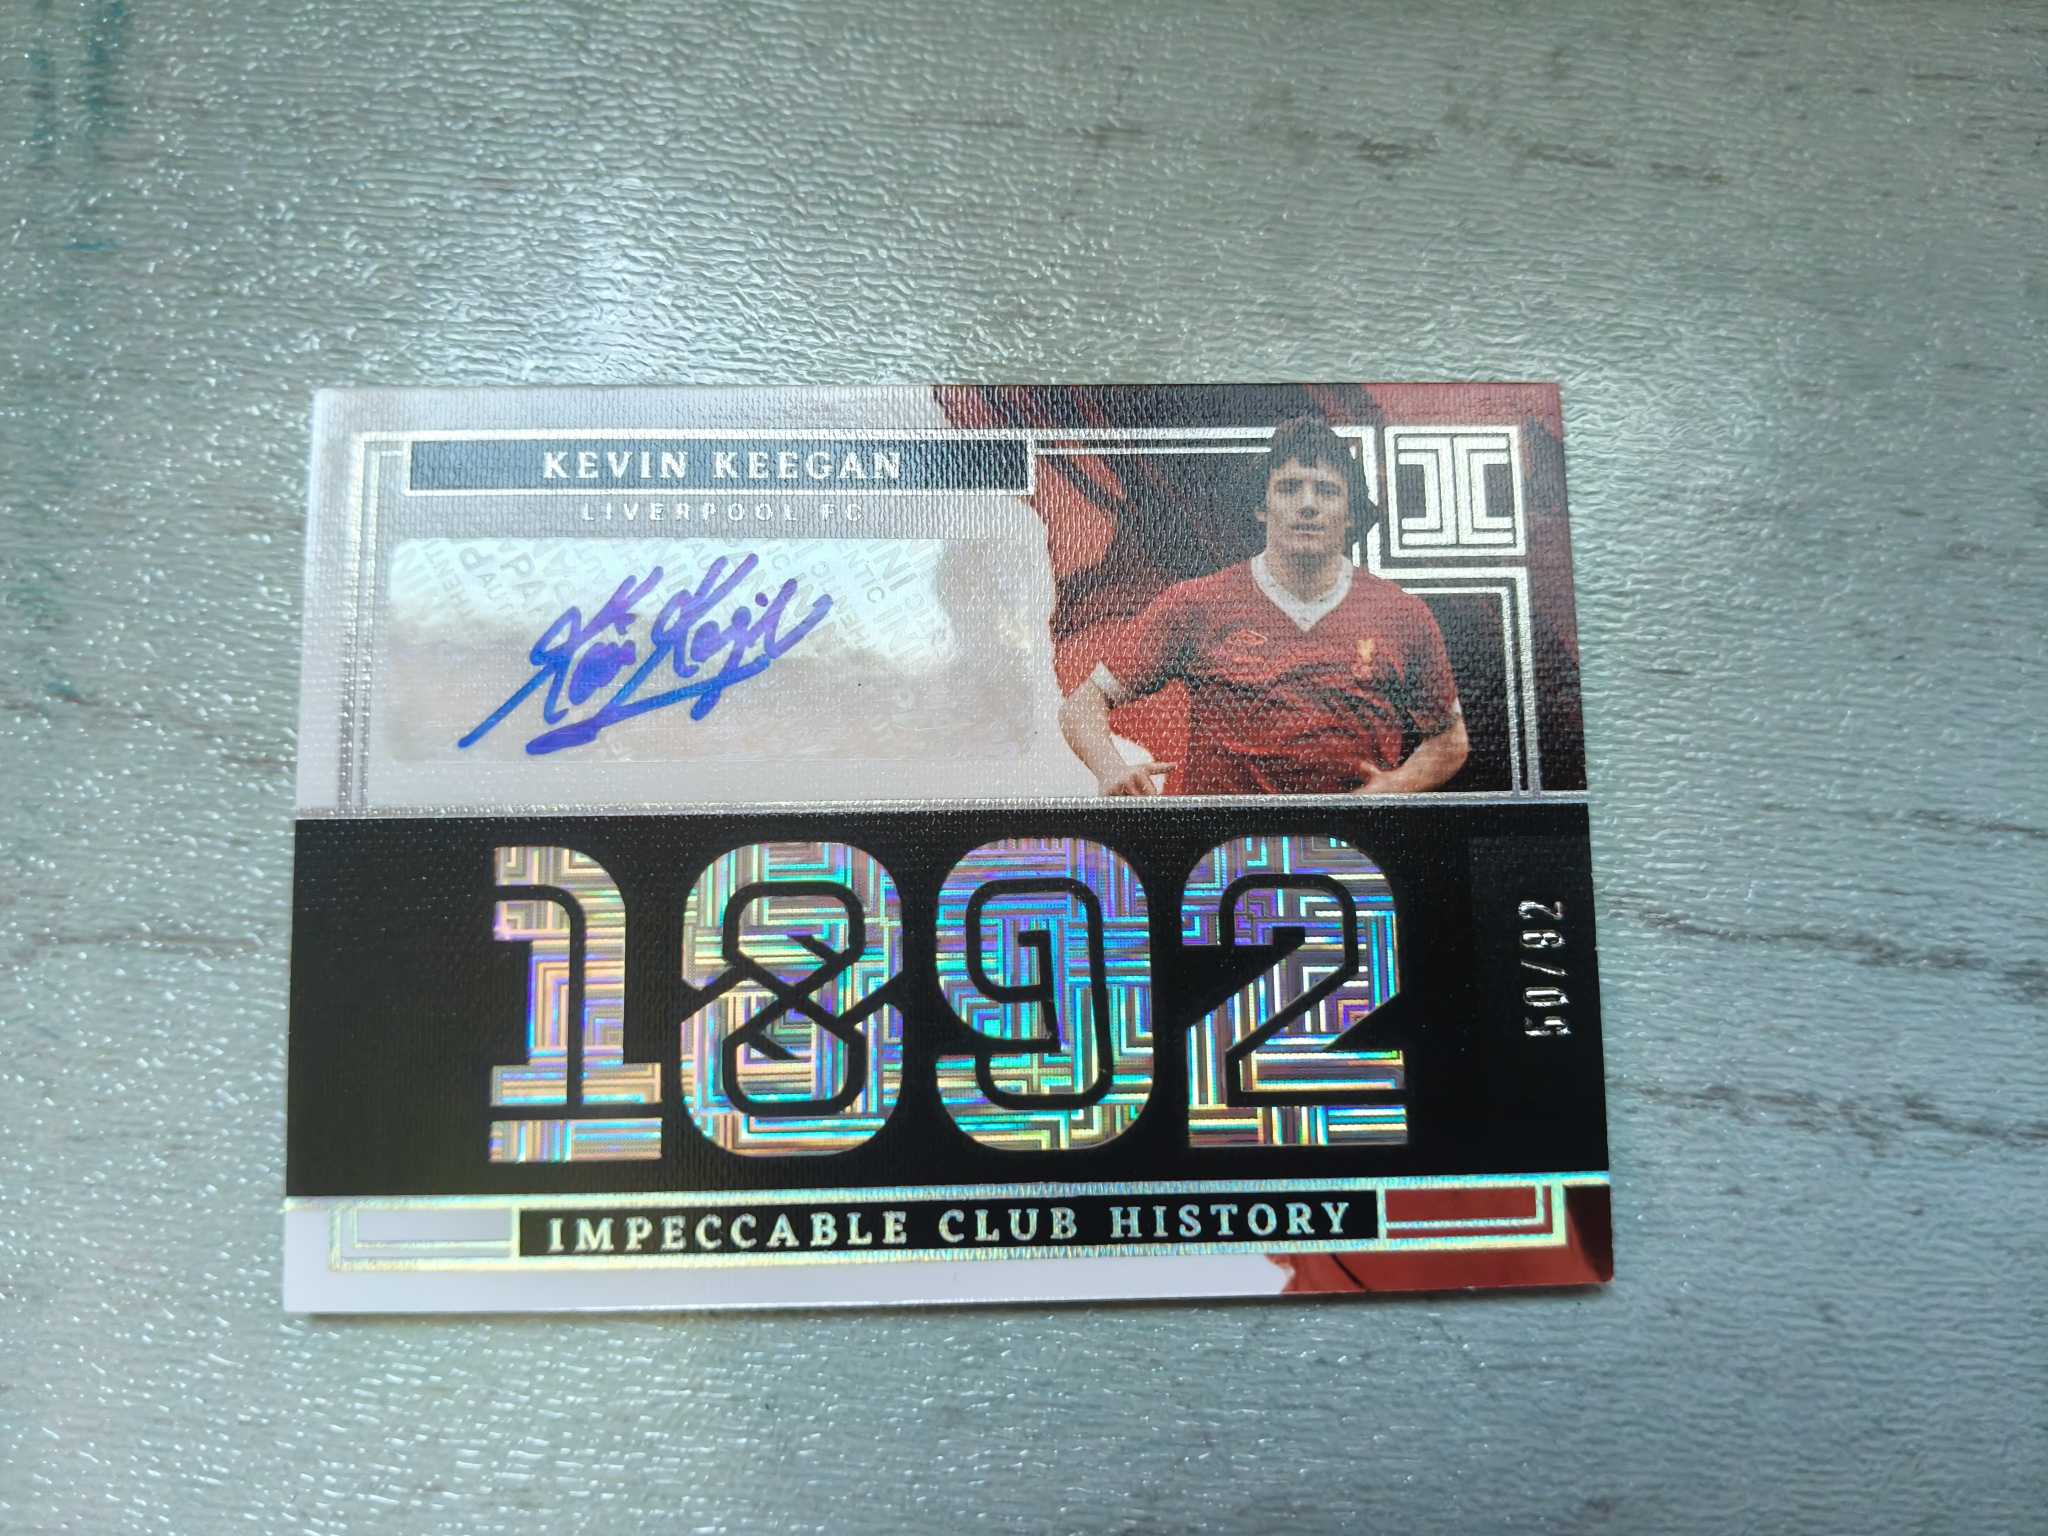 KEVIN KEEGAN
LIVERPOOL FC
1892
50/92
IMPECCABLE CLUB HISTORY